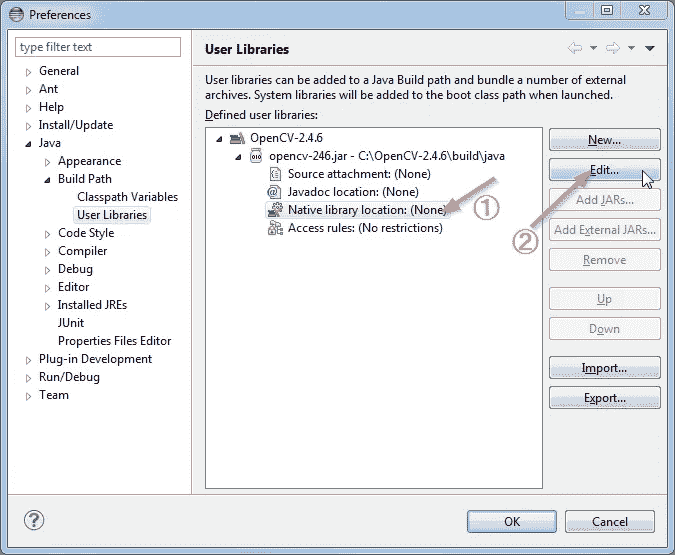 Preferences
type filter text
User Libraries
General
Ant
Help
Install/Update
Java
Appearance
Build Path
Classpath Variables
User Libraries
Code Style
Compiler
Debug
Editor
Installed JREs
JUnit
Properties Files Editor
Plug-in Development
Run/Debug
Team
User libraries can be added to a Java Build path and bundle a number of external
archives. System libraries will be added to the boot class path when launched.
Defined user libraries:
OpenCV-2.4.6
opencv-246.jar - C:\OpenCV-2.4.6\build\java
Source attachment: (None)
Javadoc location: (None)
Native library location: (None)
Access rules: (No restrictions)
①
②
New...
Edit...
Add JARs...
Add External JARs...
Remove
Up
Down
Import...
Export...
?
OK
Cancel